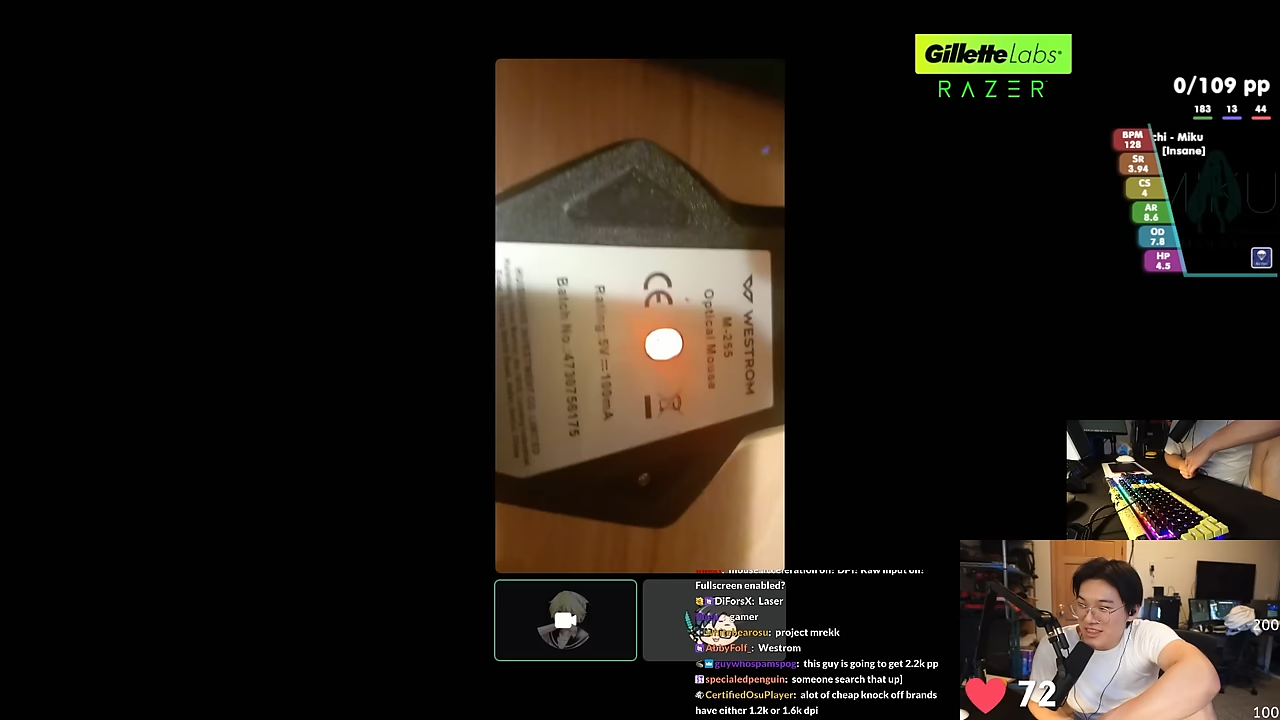 GilletteLabs
RAZER
0/109 pp
183 13 44
chi - Miku
[Insane]
BPM
128
SR
3.94
CS
4
AR
8.6
OD
7.8
HP
4.5
WESTROM
M-255
Optical Mouse
CE
Rating: 5V 100mA
Batch No.:
Fullscreen enabled?
DiForsX: Laser
gamer
project mrekk
AbbyFolf_: Westrom
guywhospamspog: this guy is going to get 2.2k pp
specialedpenguin: someone search that up]
CertifiedOsuPlayer: alot of cheap knock off brands
have either 1.2k or 1.6k dpi
72
200
100